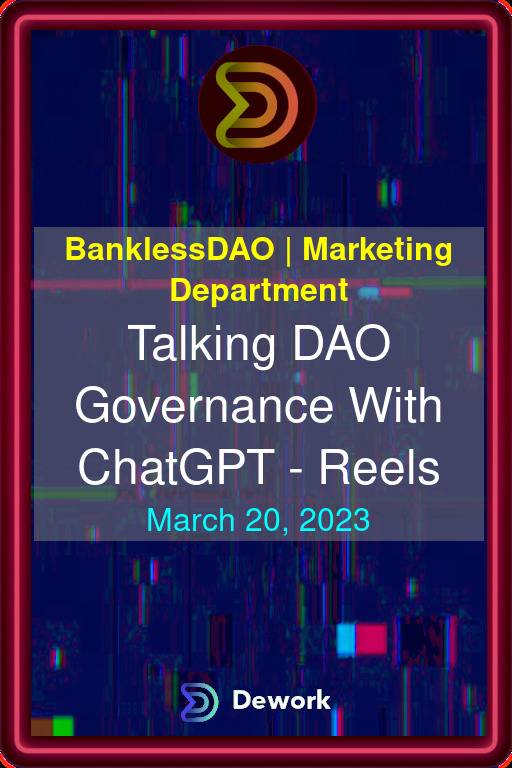 BanklessDAO | Marketing
Department
Talking DAO
Governance With
ChatGPT - Reels
March 20, 2023
Dework